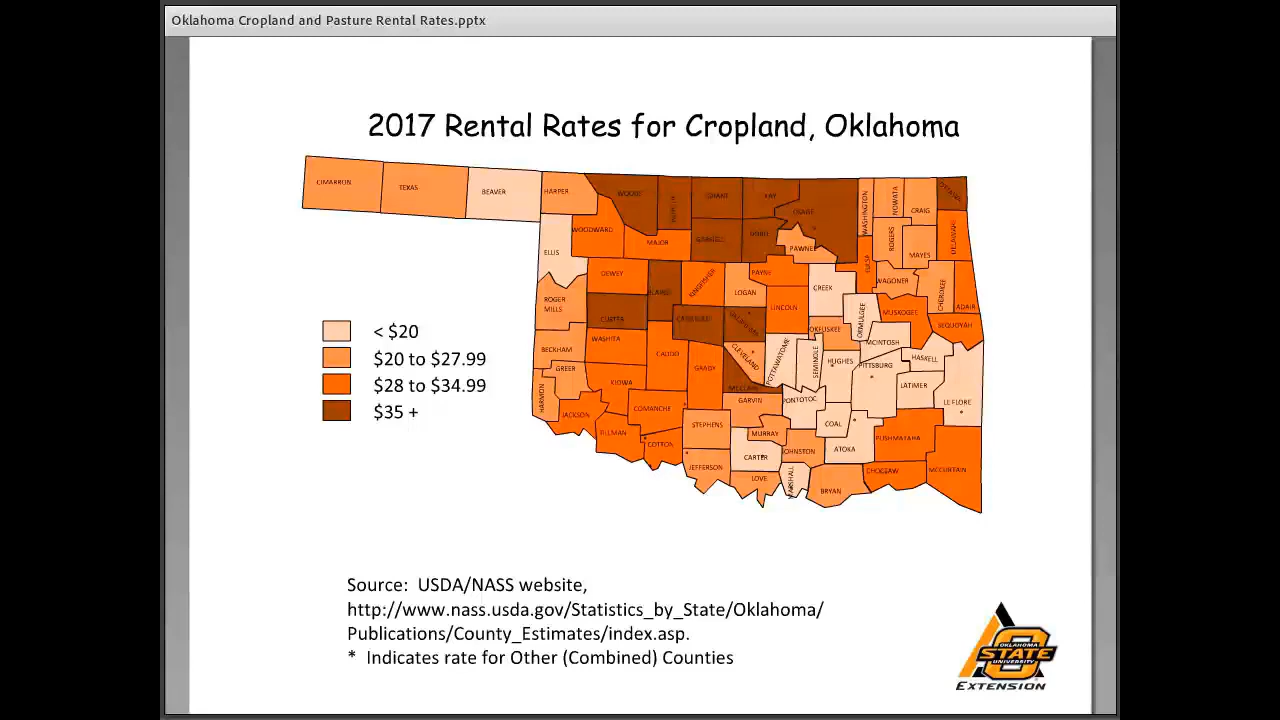 Oklahoma Cropland and Pasture Rental Rates.pptx
2017 Rental Rates for Cropland, Oklahoma
CIMARRON
TEXAS
BEAVER
HARPER
WOODS
GRANT
KAY
OSAGE
WASHINGTON
NOWATA
CRAIG
OTTAWA
ELLIS
WOODWARD
MAJOR
GARFIELD
NOBLE
PAWNEE
ROGERS
MAYES
DELAWARE
DEWEY
BLAINE
KINGFISHER
LOGAN
PAYNE
CREEK
TULSA
WAGONER
CHEROKEE
ADAIR
ROGER
MILLS
CUSTER
LINCOLN
OKMULGEE
MUSKOGEE
SEQUOYAH
WASHITA
CADDO
GRADY
CLEVELAND
POTTAWATOMIE
SEMINOLE
OKFUSKEE
MCINTOSH
HUGHES
PITTSBURG
HASKELL
LATIMER
LE FLORE
BECKHAM
GREER
HARMON
KIOWA
JACKSON
TILLMAN
COMANCHE
COTTON
STEPHENS
JEFFERSON
MCCLAIN
GARVIN
PONTOTOC
MURRAY
CARTER
LOVE
JOHNSTON
MARSHALL
COAL
ATOKA
BRYAN
PUSHMATAHA
CHOCTAW
MCCURTAIN
< $20
$20 to $27.99
$28 to $34.99
$35 +
Source: USDA/NASS website,
http://www.nass.usda.gov/Statistics_by_State/Oklahoma/
Publications/County_Estimates/index.asp.
* Indicates rate for Other (Combined) Counties
OKLAHOMA
STATE
UNIVERSITY
EXTENSION